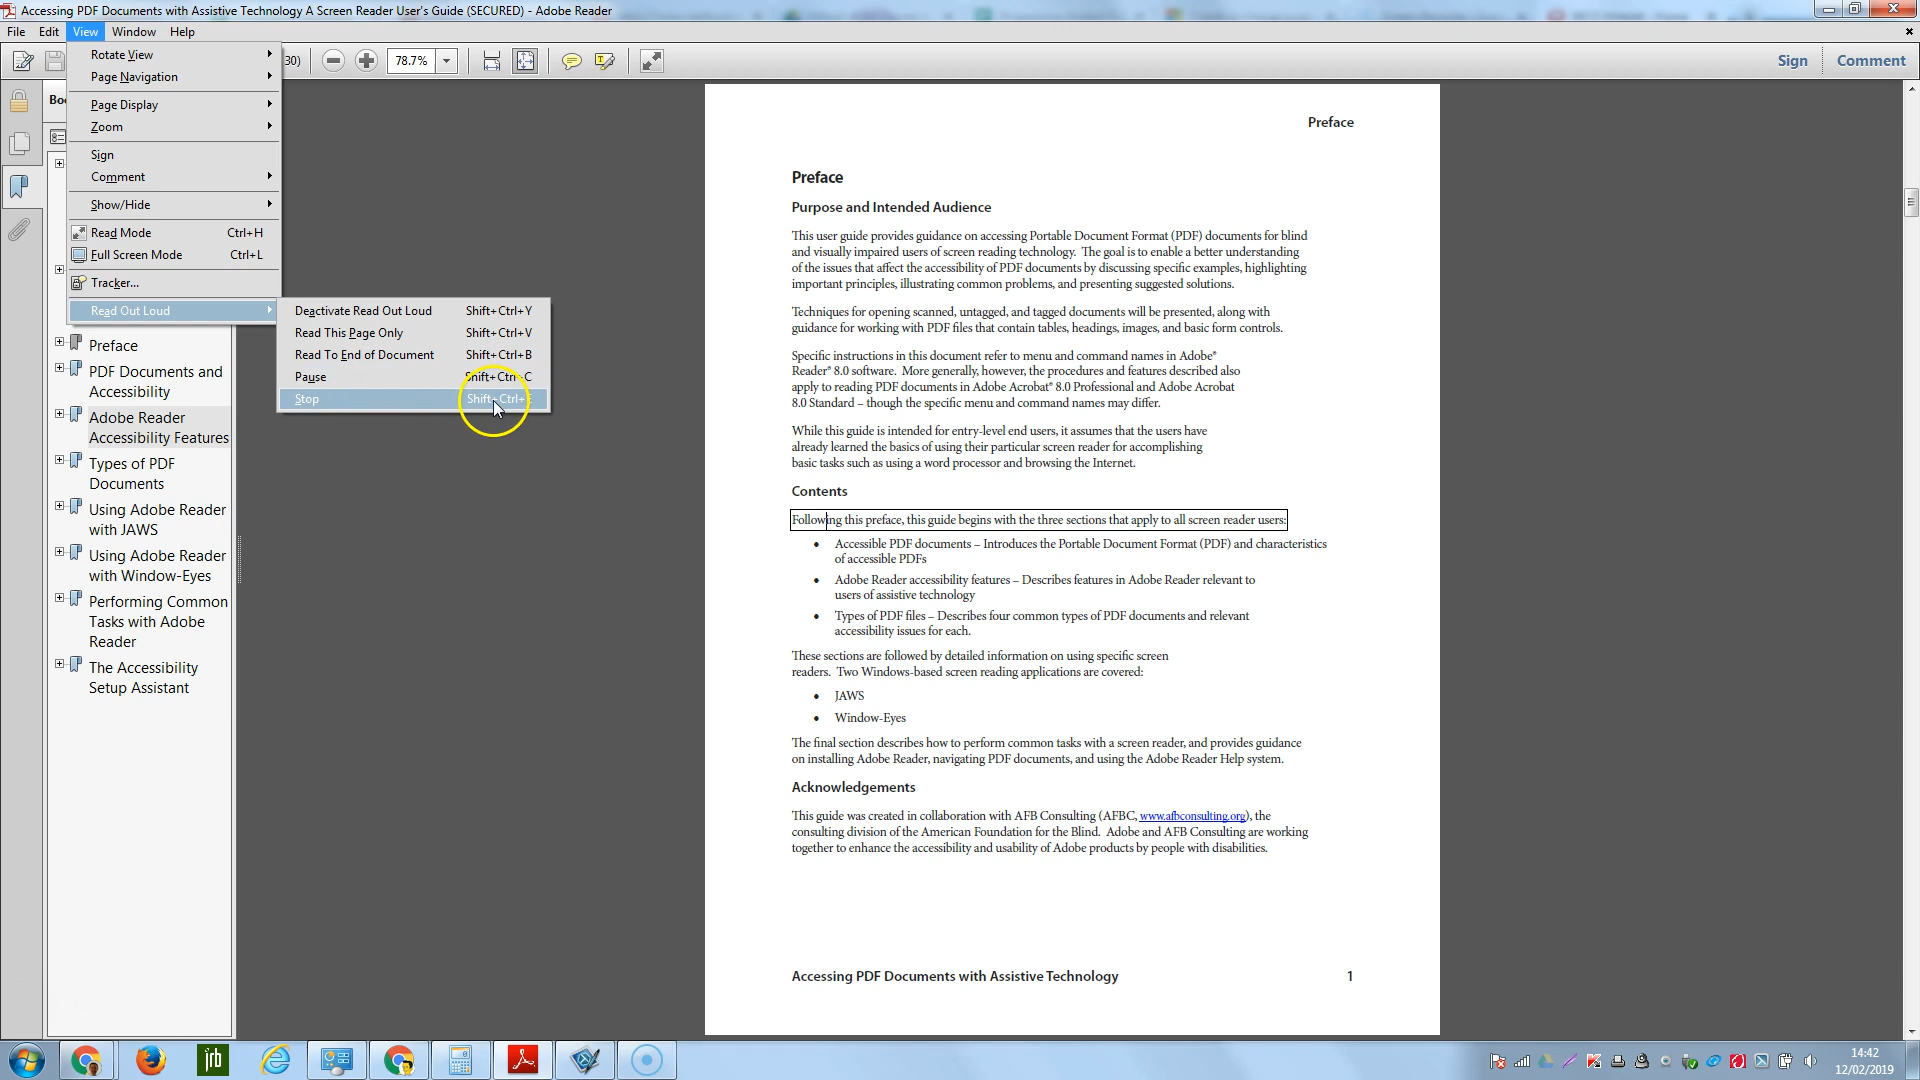 Accessing PDF Documents with Assistive Technology A Screen Reader User's Guide (SECURED) - Adobe Reader
File Edit View Window Help
30) 78.7% Sign Comment
Rotate View
Page Navigation
Page Display
Zoom
Sign
Comment
Show/Hide
Read Mode Ctrl+H
Full Screen Mode Ctrl+L
Tracker...
Read Out Loud
Deactivate Read Out Loud Shift+Ctrl+Y
Read This Page Only Shift+Ctrl+V
Read To End of Document Shift+Ctrl+B
Pause Shift+Ctrl+C
Stop Shift+Ctrl+E
Boo
Preface
PDF Documents and
Accessibility
Adobe Reader
Accessibility Features
Types of PDF
Documents
Using Adobe Reader
with JAWS
Using Adobe Reader
with Window-Eyes
Performing Common
Tasks with Adobe
Reader
The Accessibility
Setup Assistant
Preface
Preface
Purpose and Intended Audience
This user guide provides guidance on accessing Portable Document Format (PDF) documents for blind
and visually impaired users of screen reading technology. The goal is to enable a better understanding
of the issues that affect the accessibility of PDF documents by discussing specific examples, highlighting
important principles, illustrating common problems, and presenting suggested solutions.
Techniques for opening scanned, untagged, and tagged documents will be presented, along with
guidance for working with PDF files that contain tables, headings, images, and basic form controls.
Specific instructions in this document refer to menu and command names in Adobe®
Reader® 8.0 software. More generally, however, the procedures and features described also
apply to reading PDF documents in Adobe Acrobat® 8.0 Professional and Adobe Acrobat
8.0 Standard – though the specific menu and command names may differ.
While this guide is intended for entry-level end users, it assumes that the users have
already learned the basics of using their particular screen reader for accomplishing
basic tasks such as using a word processor and browsing the Internet.
Contents
Following this preface, this guide begins with the three sections that apply to all screen reader users:
• Accessible PDF documents – Introduces the Portable Document Format (PDF) and characteristics
of accessible PDFs
• Adobe Reader accessibility features – Describes features in Adobe Reader relevant to
users of assistive technology
• Types of PDF files – Describes four common types of PDF documents and relevant
accessibility issues for each.
These sections are followed by detailed information on using specific screen
readers. Two Windows-based screen reading applications are covered:
• JAWS
• Window-Eyes
The final section describes how to perform common tasks with a screen reader, and provides guidance
on installing Adobe Reader, navigating PDF documents, and using the Adobe Reader Help system.
Acknowledgements
This guide was created in collaboration with AFB Consulting (AFBC, www.afbconsulting.org), the
consulting division of the American Foundation for the Blind. Adobe and AFB Consulting are working
together to enhance the accessibility and usability of Adobe products by people with disabilities.
Accessing PDF Documents with Assistive Technology 1
jrb
14:42
12/02/2019